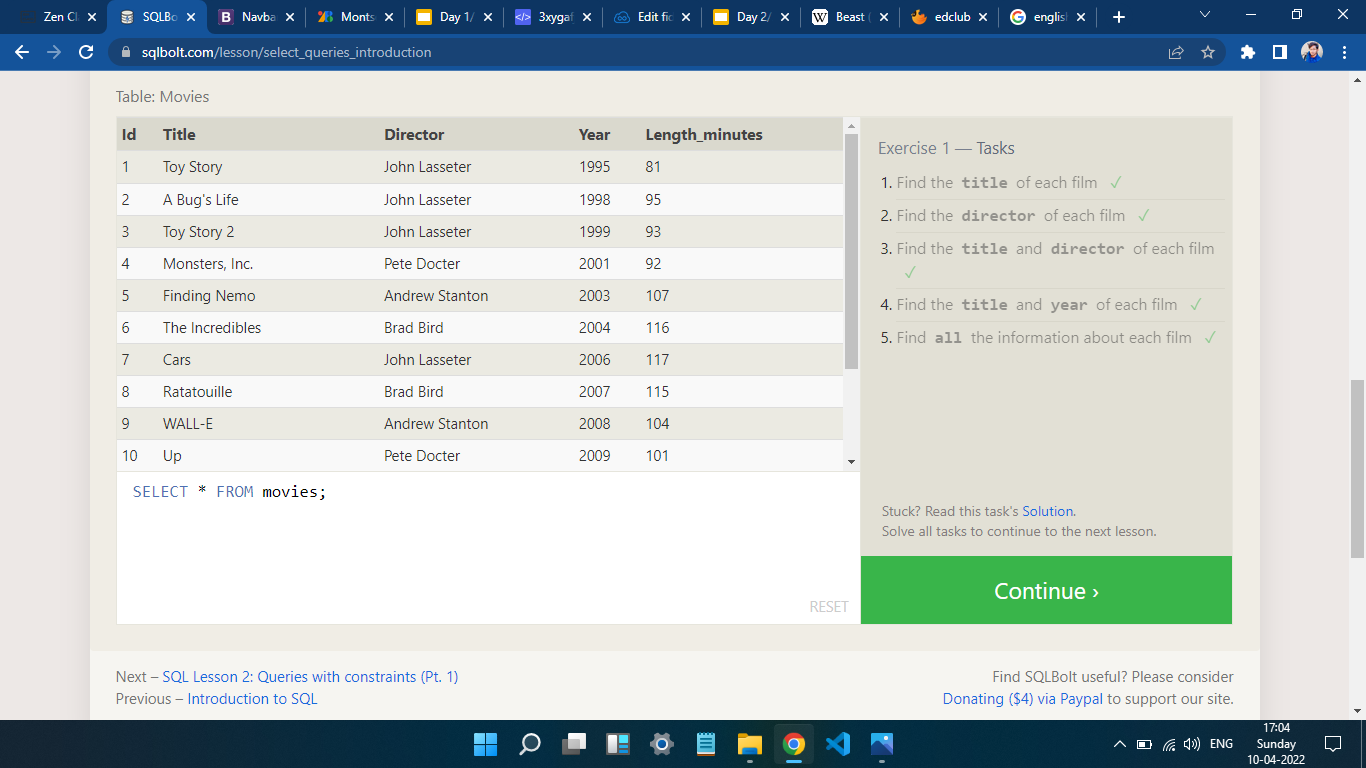 Zen Cl
SQLBo
Navba
Monts
Day 1/
3xygaf
Edit fid
Day 2/
Beast (
edclub
english
sqlbolt.com/lesson/select_queries_introduction
Table: Movies
Id Title Director Year Length_minutes
1 Toy Story John Lasseter 1995 81
2 A Bug's Life John Lasseter 1998 95
3 Toy Story 2 John Lasseter 1999 93
4 Monsters, Inc. Pete Docter 2001 92
5 Finding Nemo Andrew Stanton 2003 107
6 The Incredibles Brad Bird 2004 116
7 Cars John Lasseter 2006 117
8 Ratatouille Brad Bird 2007 115
9 WALL-E Andrew Stanton 2008 104
10 Up Pete Docter 2009 101
SELECT * FROM movies;
RESET
Exercise 1 — Tasks
1. Find the title of each film ✓
2. Find the director of each film ✓
3. Find the title and director of each film
✓
4. Find the title and year of each film ✓
5. Find all the information about each film ✓
Stuck? Read this task's Solution.
Solve all tasks to continue to the next lesson.
Continue ›
Next – SQL Lesson 2: Queries with constraints (Pt. 1)
Previous – Introduction to SQL
Find SQLBolt useful? Please consider
Donating ($4) via Paypal to support our site.
ENG
17:04
Sunday
10-04-2022